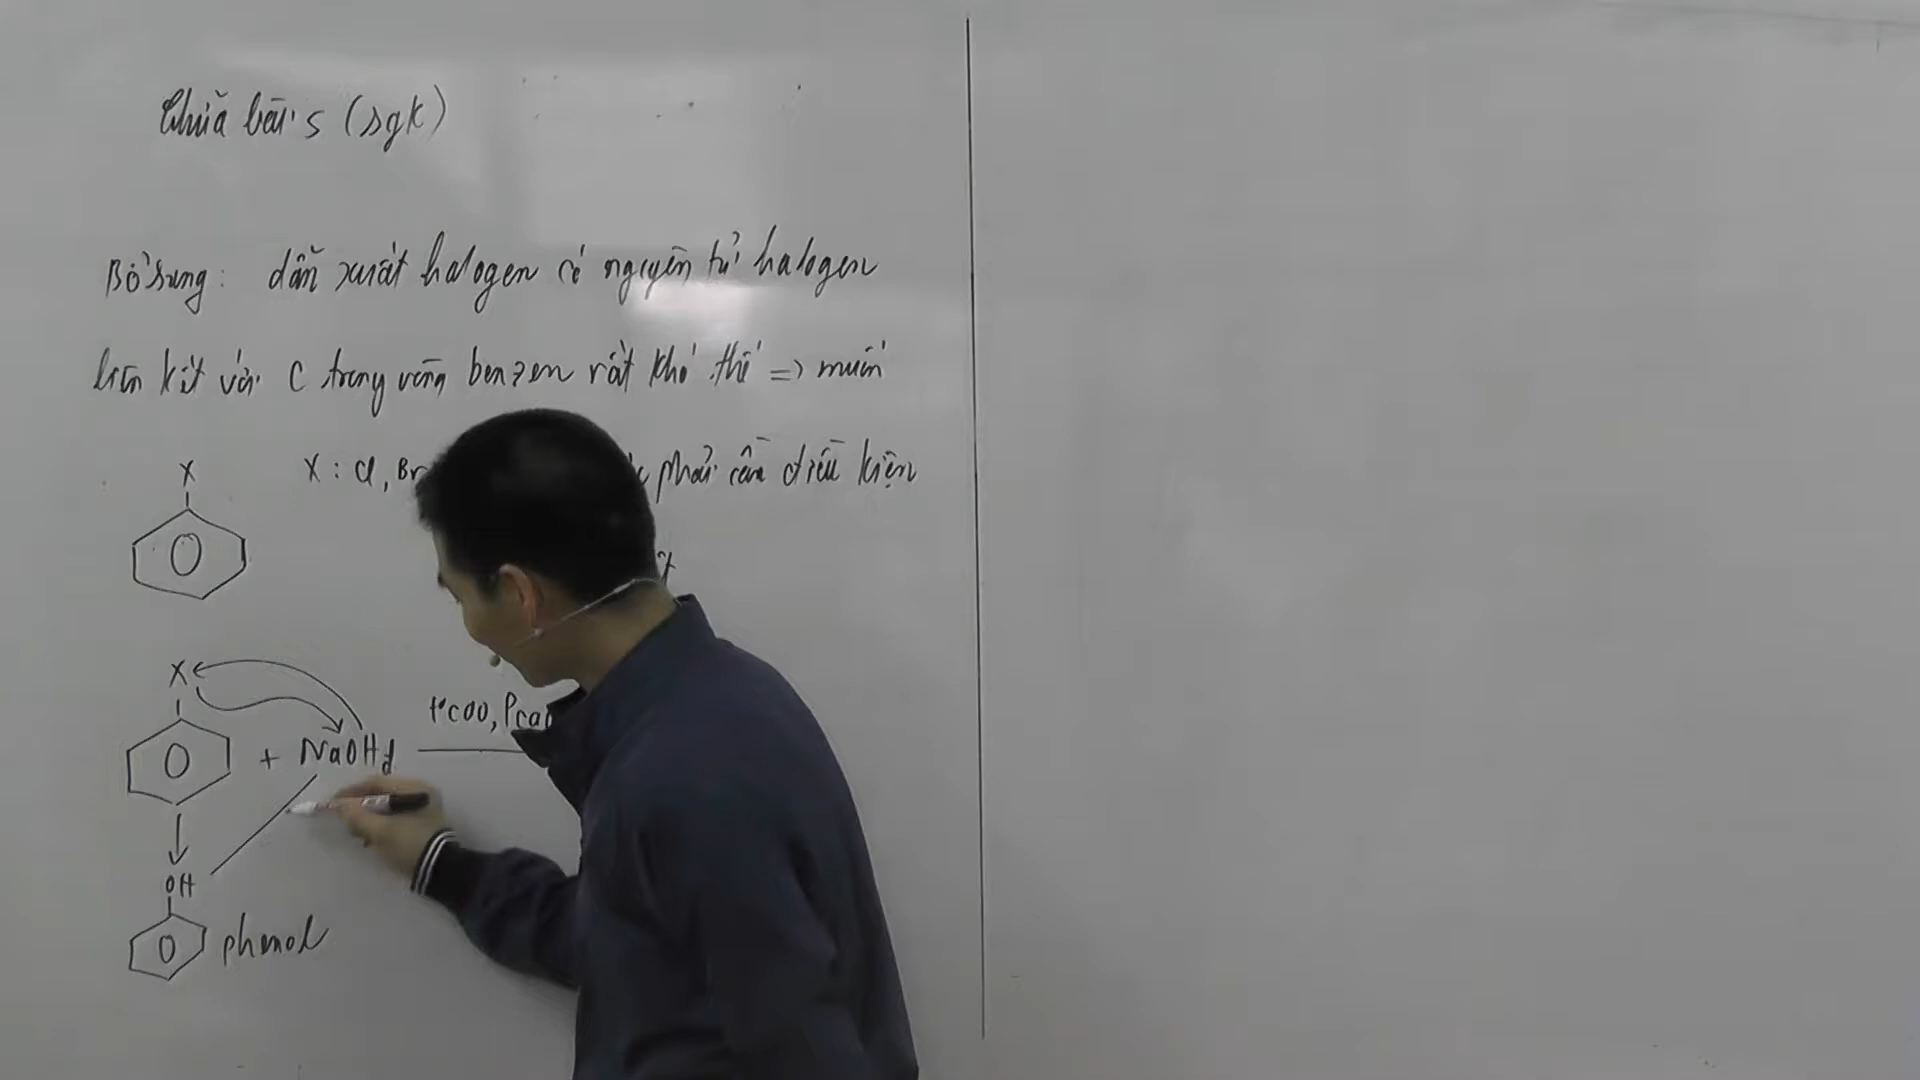 Chữa bài 5 (sgk)
Bổ sung: dẫn xuất halogen có nguyên tử halogen
liên kết với C trong vòng benzen rất khó thế => muốn
X
X : Cl, Br
phải cần điều kiện
X
t°cao, Pcao
+ NaOHđ
OH
phenol